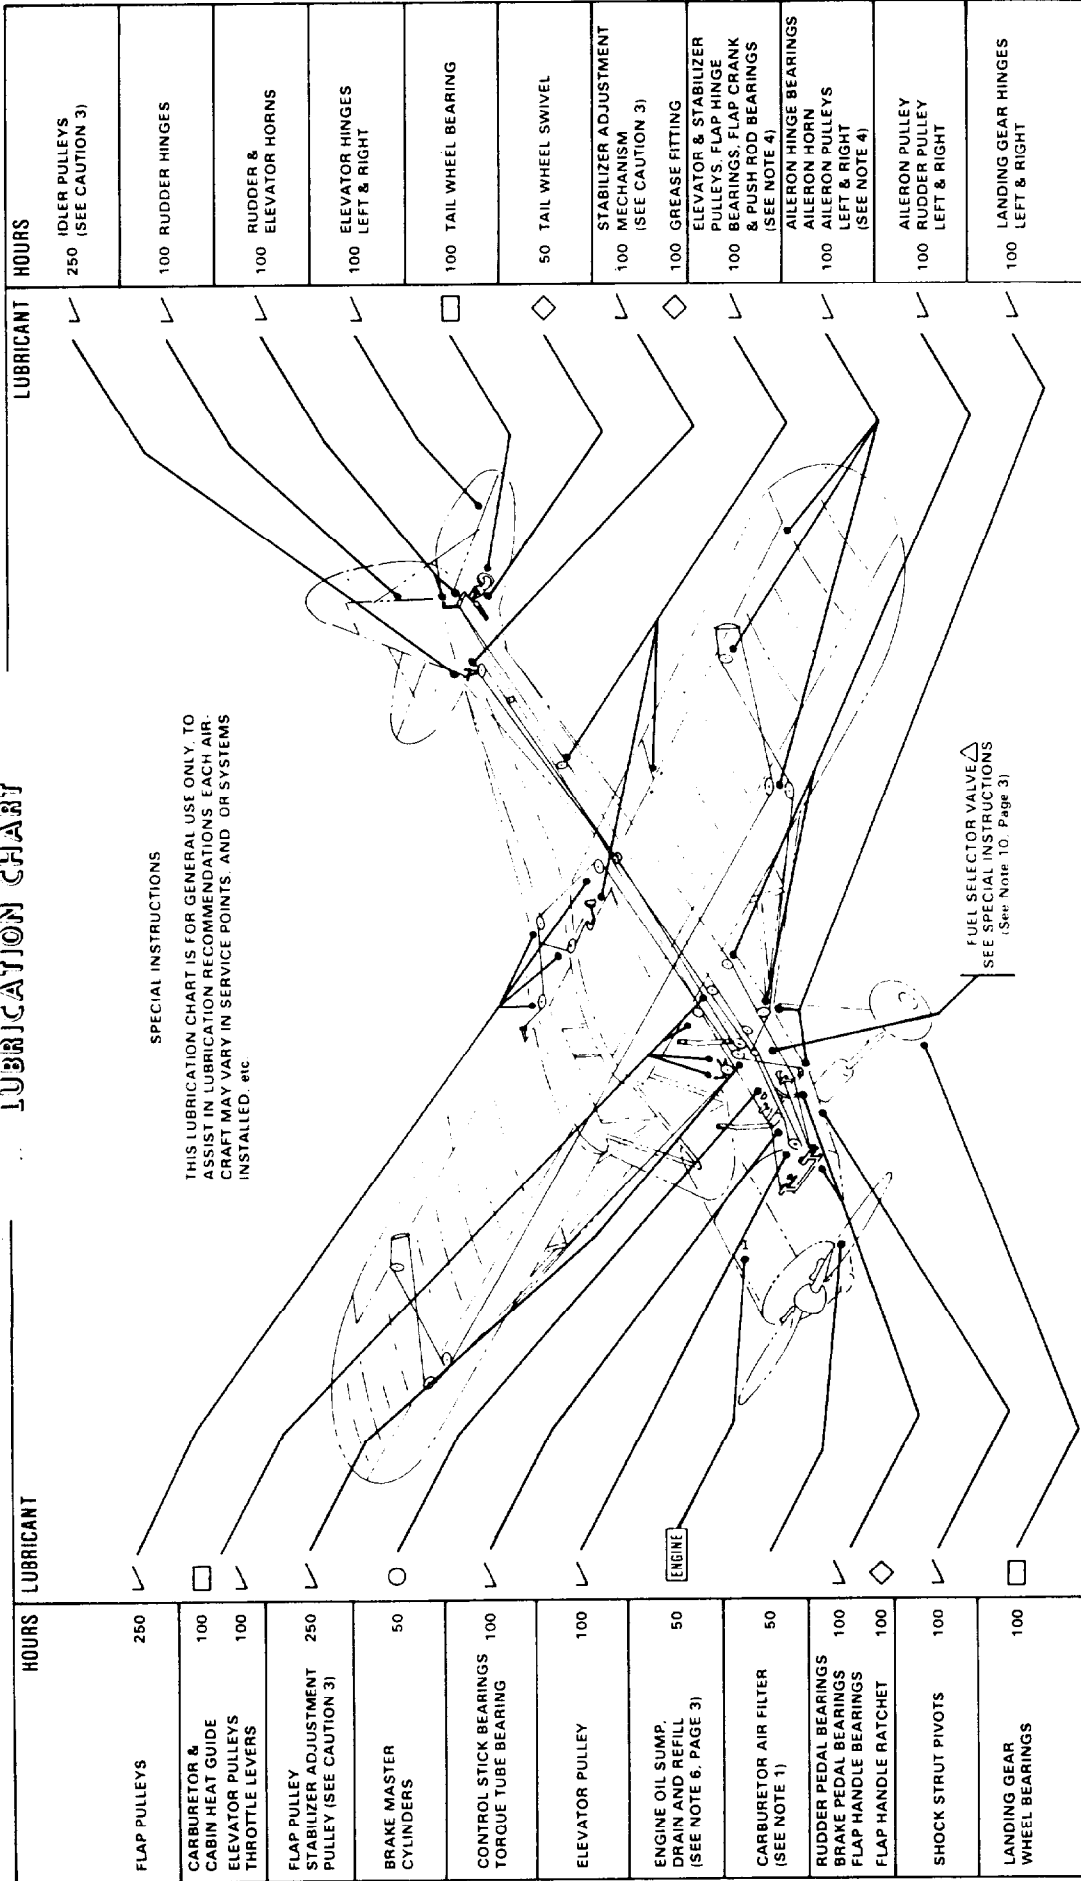 LUBRICATION CHART
HOURS
LUBRICANT
FLAP PULLEYS
250
CARBURETOR &
CABIN HEAT GUIDE
100
ELEVATOR PULLEYS
THROTTLE LEVERS
100
FLAP PULLEY
STABILIZER ADJUSTMENT
PULLEY (SEE CAUTION 3)
250
BRAKE MASTER
CYLINDERS
50
CONTROL STICK BEARINGS
TORQUE TUBE BEARING
100
ELEVATOR PULLEY
100
ENGINE OIL SUMP.
DRAIN AND REFILL
(SEE NOTE 6, PAGE 3)
50
ENGINE
CARBURETOR AIR FILTER
(SEE NOTE 1)
50
RUDDER PEDAL BEARINGS
BRAKE PEDAL BEARINGS
FLAP HANDLE BEARINGS
100
FLAP HANDLE RATCHET
100
SHOCK STRUT PIVOTS
100
LANDING GEAR
WHEEL BEARINGS
100
SPECIAL INSTRUCTIONS
THIS LUBRICATION CHART IS FOR GENERAL USE ONLY, TO
ASSIST IN LUBRICATION RECOMMENDATIONS. EACH AIR-
CRAFT MAY VARY IN SERVICE POINTS, AND OR SYSTEMS
INSTALLED, etc
FUEL SELECTOR VALVE
SEE SPECIAL INSTRUCTIONS
(See Note 10, Page 3)
LUBRICANT
HOURS
250 IDLER PULLEYS
(SEE CAUTION 3)
100 RUDDER HINGES
RUDDER &
100 ELEVATOR HORNS
ELEVATOR HINGES
100 LEFT & RIGHT
100 TAIL WHEEL BEARING
50 TAIL WHEEL SWIVEL
STABILIZER ADJUSTMENT
MECHANISM
100 (SEE CAUTION 3)
100 GREASE FITTING
ELEVATOR & STABILIZER
PULLEYS, FLAP HINGE
BEARINGS, FLAP CRANK
100 & PUSH ROD BEARINGS
(SEE NOTE 4)
AILERON HINGE BEARINGS
AILERON HORN
AILERON PULLEYS
100 LEFT & RIGHT
(SEE NOTE 4)
AILERON PULLEY
100 RUDDER PULLEY
LEFT & RIGHT
LANDING GEAR HINGES
100 LEFT & RIGHT